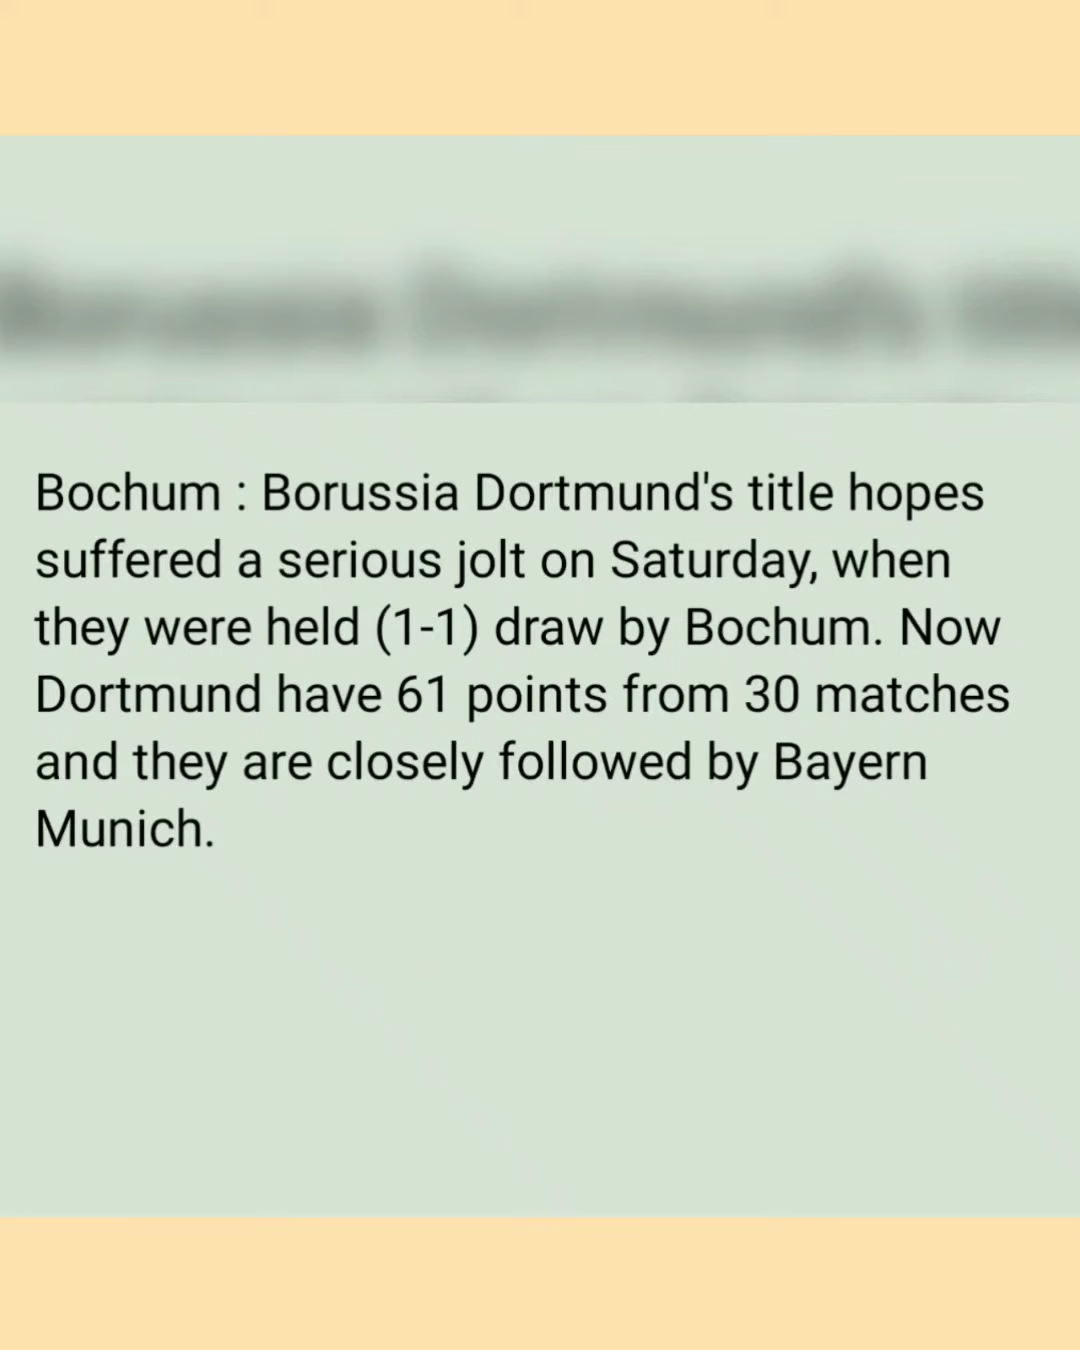 Bochum : Borussia Dortmund's title hopes
suffered a serious jolt on Saturday, when
they were held (1-1) draw by Bochum. Now
Dortmund have 61 points from 30 matches
and they are closely followed by Bayern
Munich.